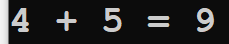 4 + 5 = 9